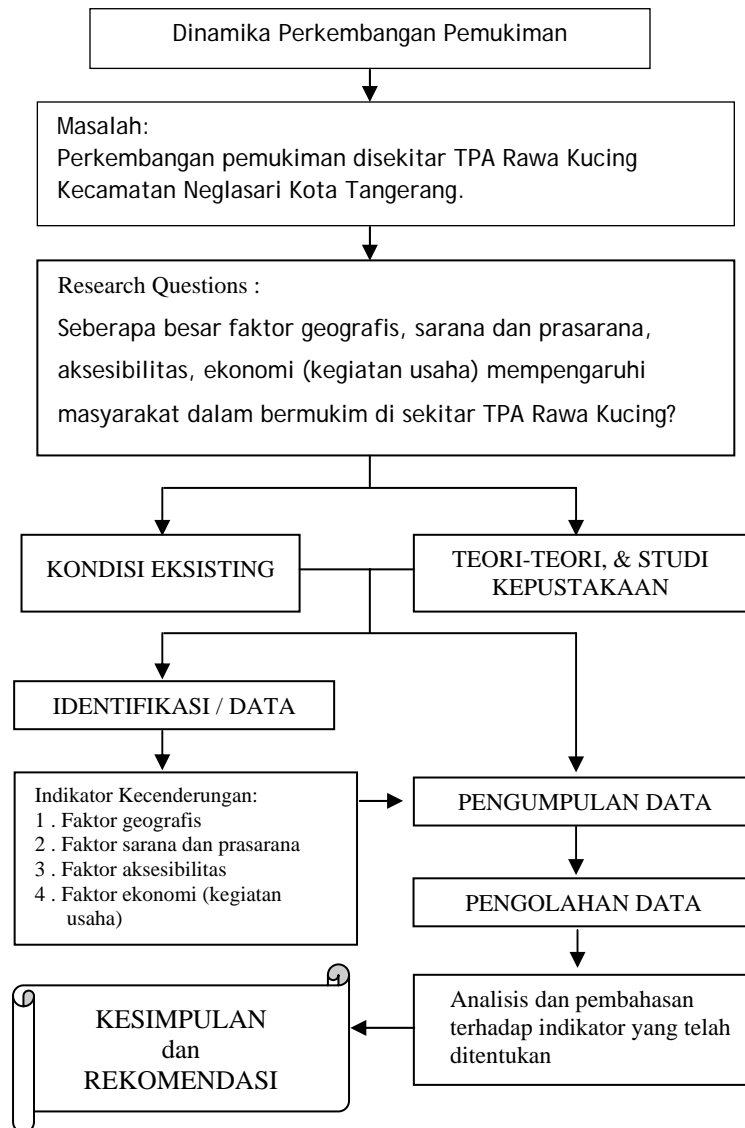 Dinamika Perkembangan Pemukiman
Masalah:
Perkembangan pemukiman disekitar TPA Rawa Kucing
Kecamatan Neglasari Kota Tangerang.
Research Questions :
Seberapa besar faktor geografis, sarana dan prasarana,
aksesibilitas, ekonomi (kegiatan usaha) mempengaruhi
masyarakat dalam bermukim di sekitar TPA Rawa Kucing?
KONDISI EKSISTING
TEORI-TEORI, & STUDI
KEPUSTAKAAN
IDENTIFIKASI / DATA
Indikator Kecenderungan:
1 . Faktor geografis
2 . Faktor sarana dan prasarana
3 . Faktor aksesibilitas
4 . Faktor ekonomi (kegiatan
usaha)
PENGUMPULAN DATA
PENGOLAHAN DATA
Analisis dan pembahasan
terhadap indikator yang telah
ditentukan
KESIMPULAN
dan
REKOMENDASI